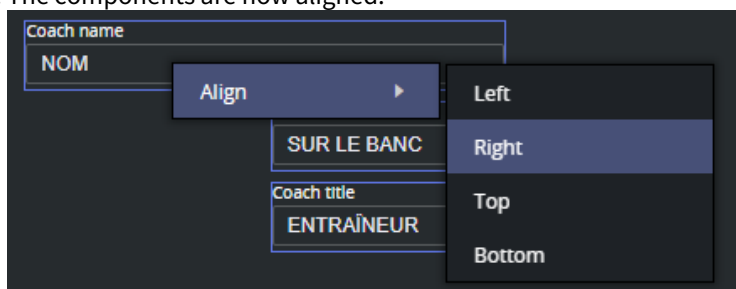 The components are now aligned.
Coach name
NOM
Align
Left
SUR LE BANC
Right
Coach title
Top
ENTRAÎNEUR
Bottom